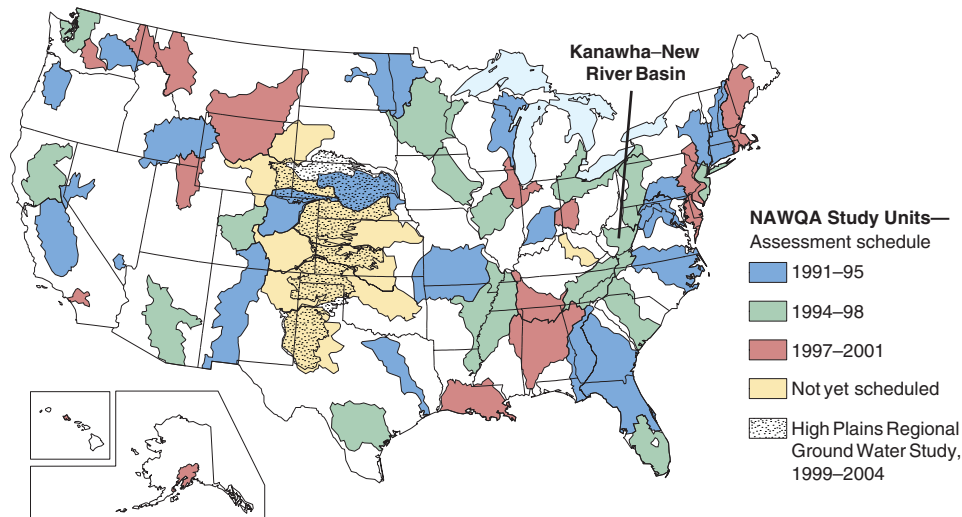 Kanawha–New
River Basin
NAWQA Study Units—
Assessment schedule
1991–95
1994–98
1997–2001
Not yet scheduled
High Plains Regional
Ground Water Study,
1999–2004